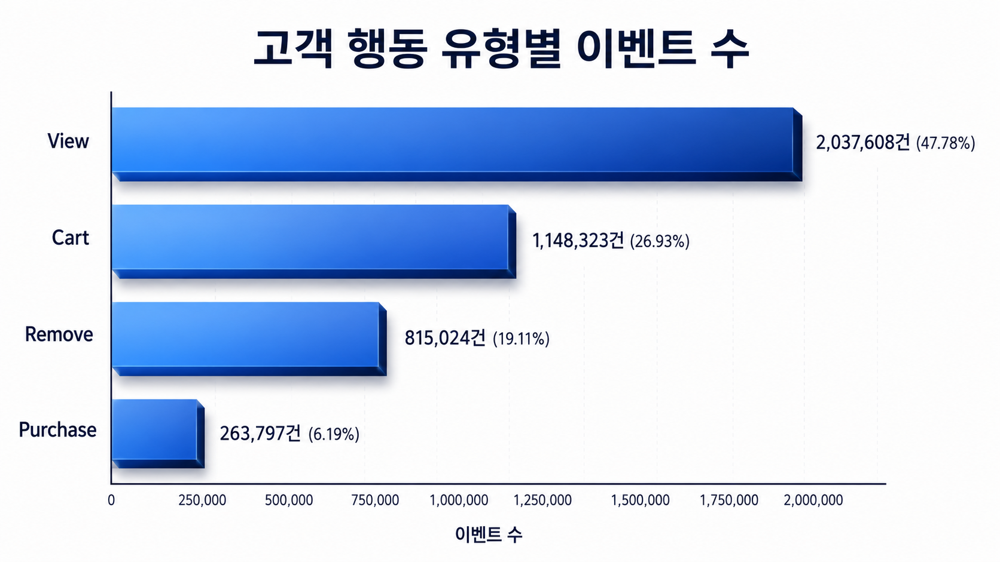 고객 행동 유형별 이벤트 수
View 2,037,608건 (47.78%)
Cart 1,148,323건 (26.93%)
Remove 815,024건 (19.11%)
Purchase 263,797건 (6.19%)
0 250,000 500,000 750,000 1,000,000 1,250,000 1,500,000 1,750,000 2,000,000
이벤트 수